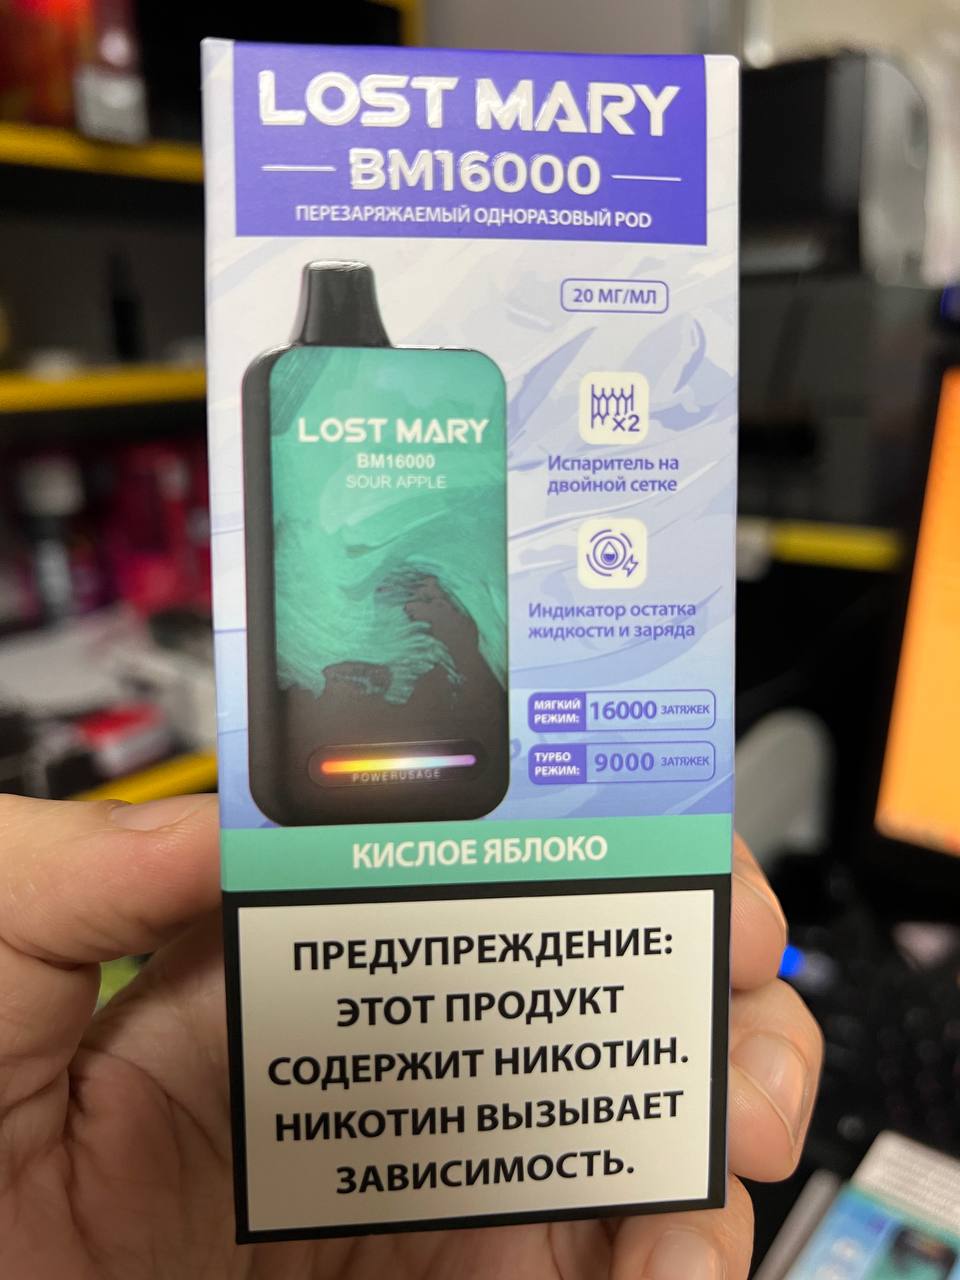 LOST MARY
BM16000
ПЕРЕЗАРЯЖАЕМЫЙ ОДНОРАЗОВЫЙ POD
20 МГ/МЛ
x2
Испаритель на
двойной сетке
Индикатор остатка
жидкости и заряда
LOST MARY
BM16000
SOUR APPLE
POWERUSAGE
МЯГКИЙ
РЕЖИМ:
16000 ЗАТЯЖЕК
ТУРБО
РЕЖИМ:
9000 ЗАТЯЖЕК
КИСЛОЕ ЯБЛОКО
ПРЕДУПРЕЖДЕНИЕ:
ЭТОТ ПРОДУКТ
СОДЕРЖИТ НИКОТИН.
НИКОТИН ВЫЗЫВАЕТ
ЗАВИСИМОСТЬ.